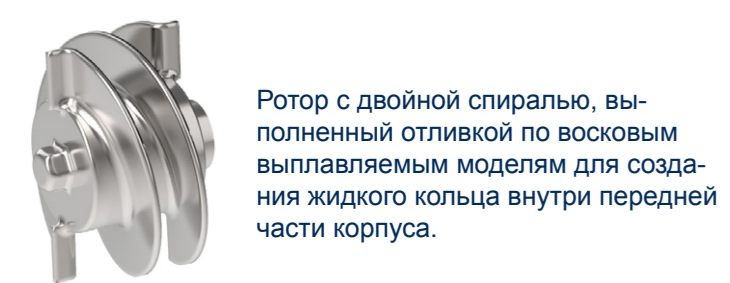 Ротор с двойной спиралью, вы-
полненный отливкой по восковым
выплавляемым моделям для созда-
ния жидкого кольца внутри передней
части корпуса.